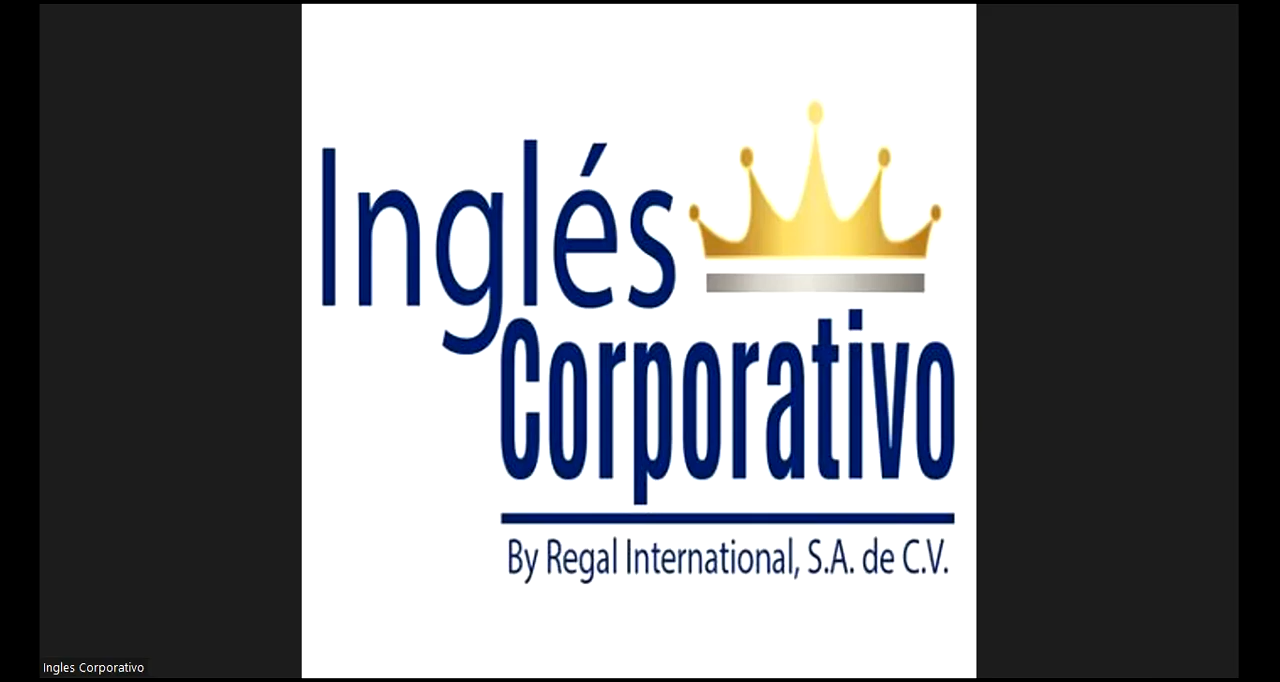 Inglés
Corporativo
By Regal International, S.A. de C.V.
Ingles Corporativo